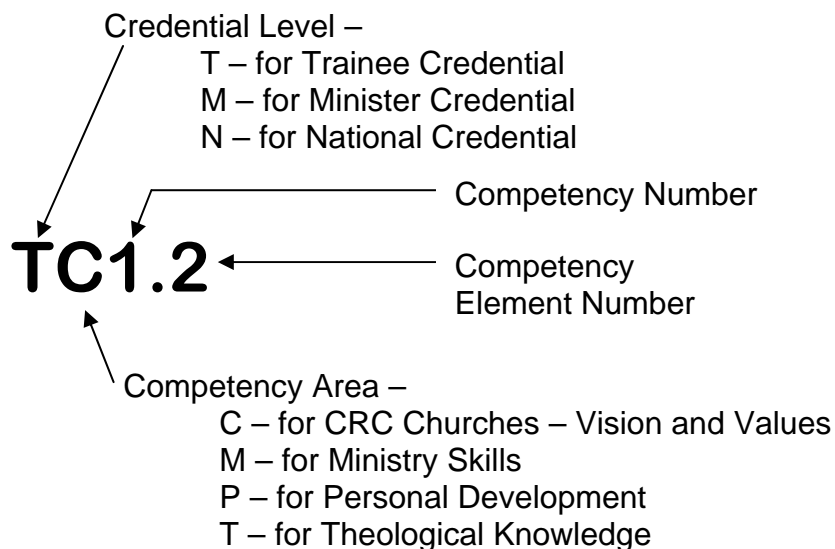 Credential Level –
T – for Trainee Credential
M – for Minister Credential
N – for National Credential
Competency Number
TC1.2
Competency
Element Number
Competency Area –
C – for CRC Churches – Vision and Values
M – for Ministry Skills
P – for Personal Development
T – for Theological Knowledge